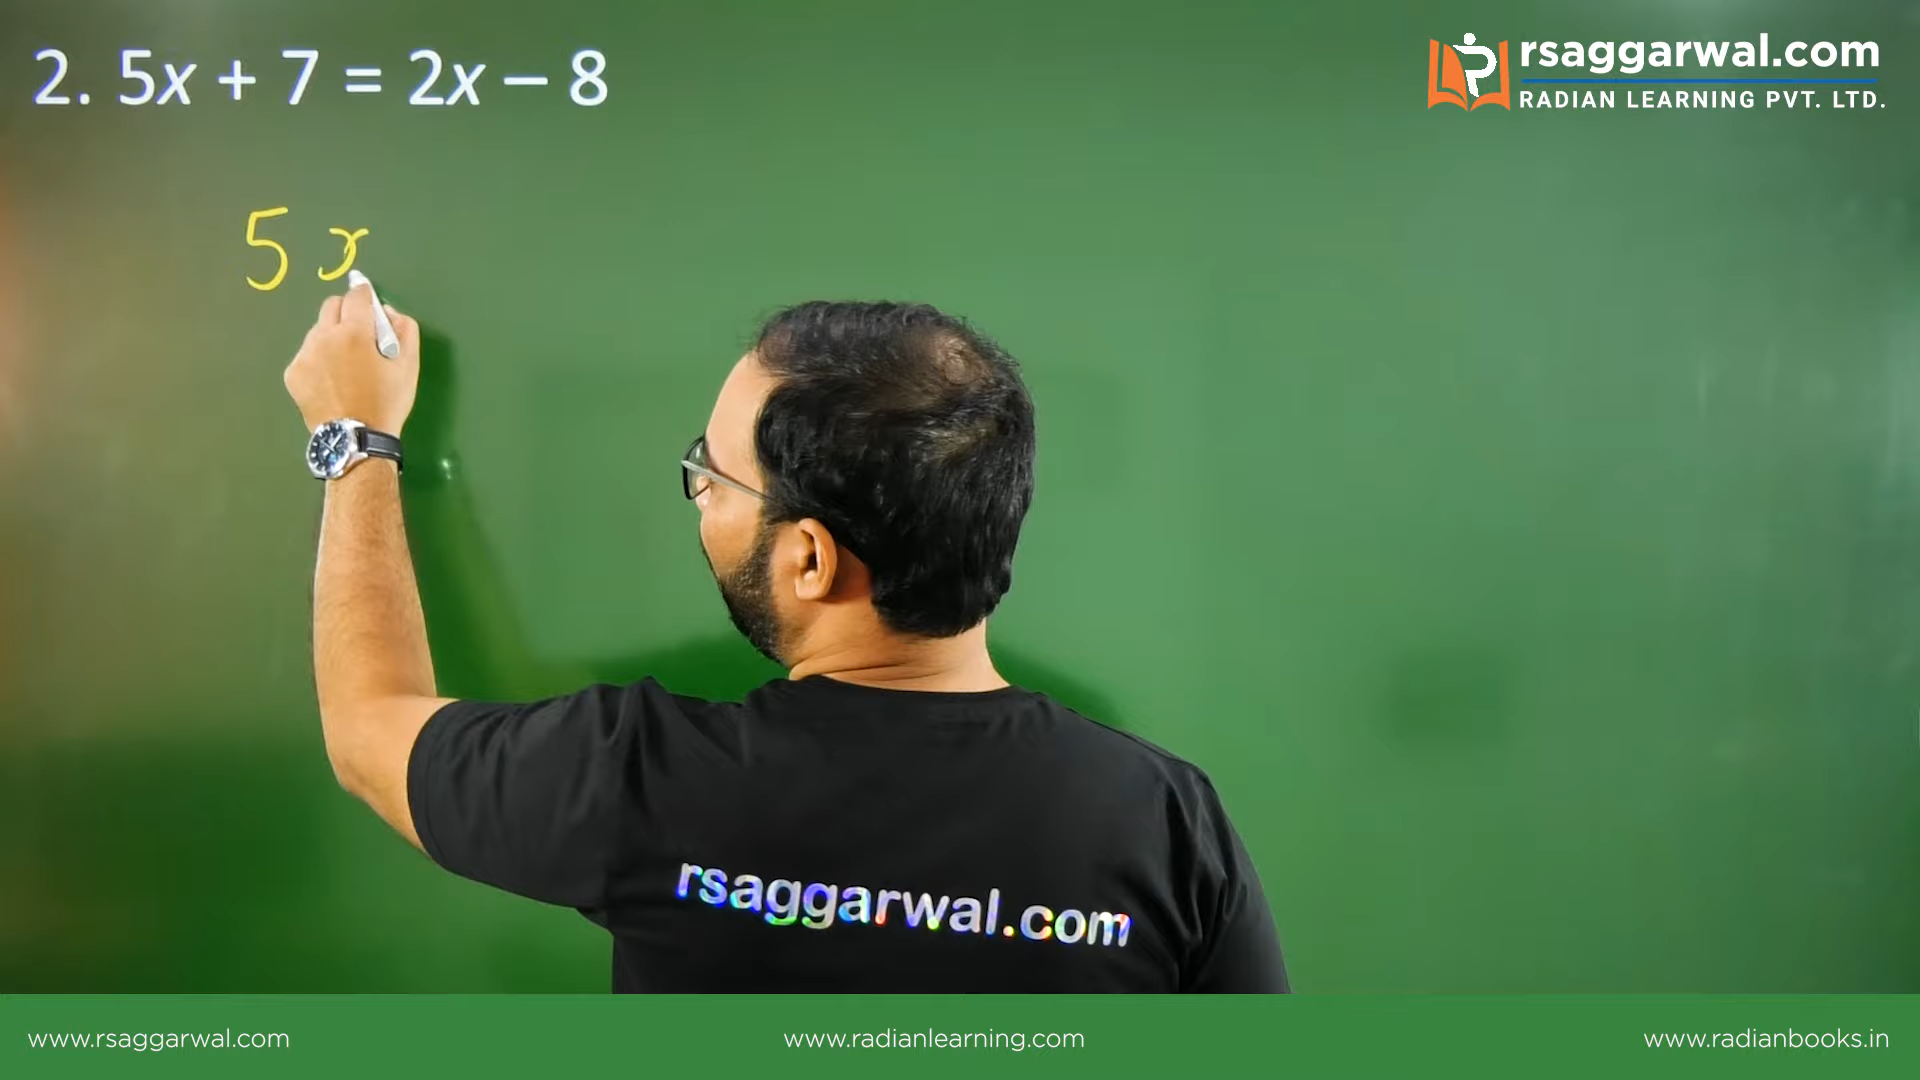 2. 5x + 7 = 2x – 8
rsaggarwal.com
RADIAN LEARNING PVT. LTD.
5x
rsaggarwal.com
www.rsaggarwal.com
www.radianlearning.com
www.radianbooks.in